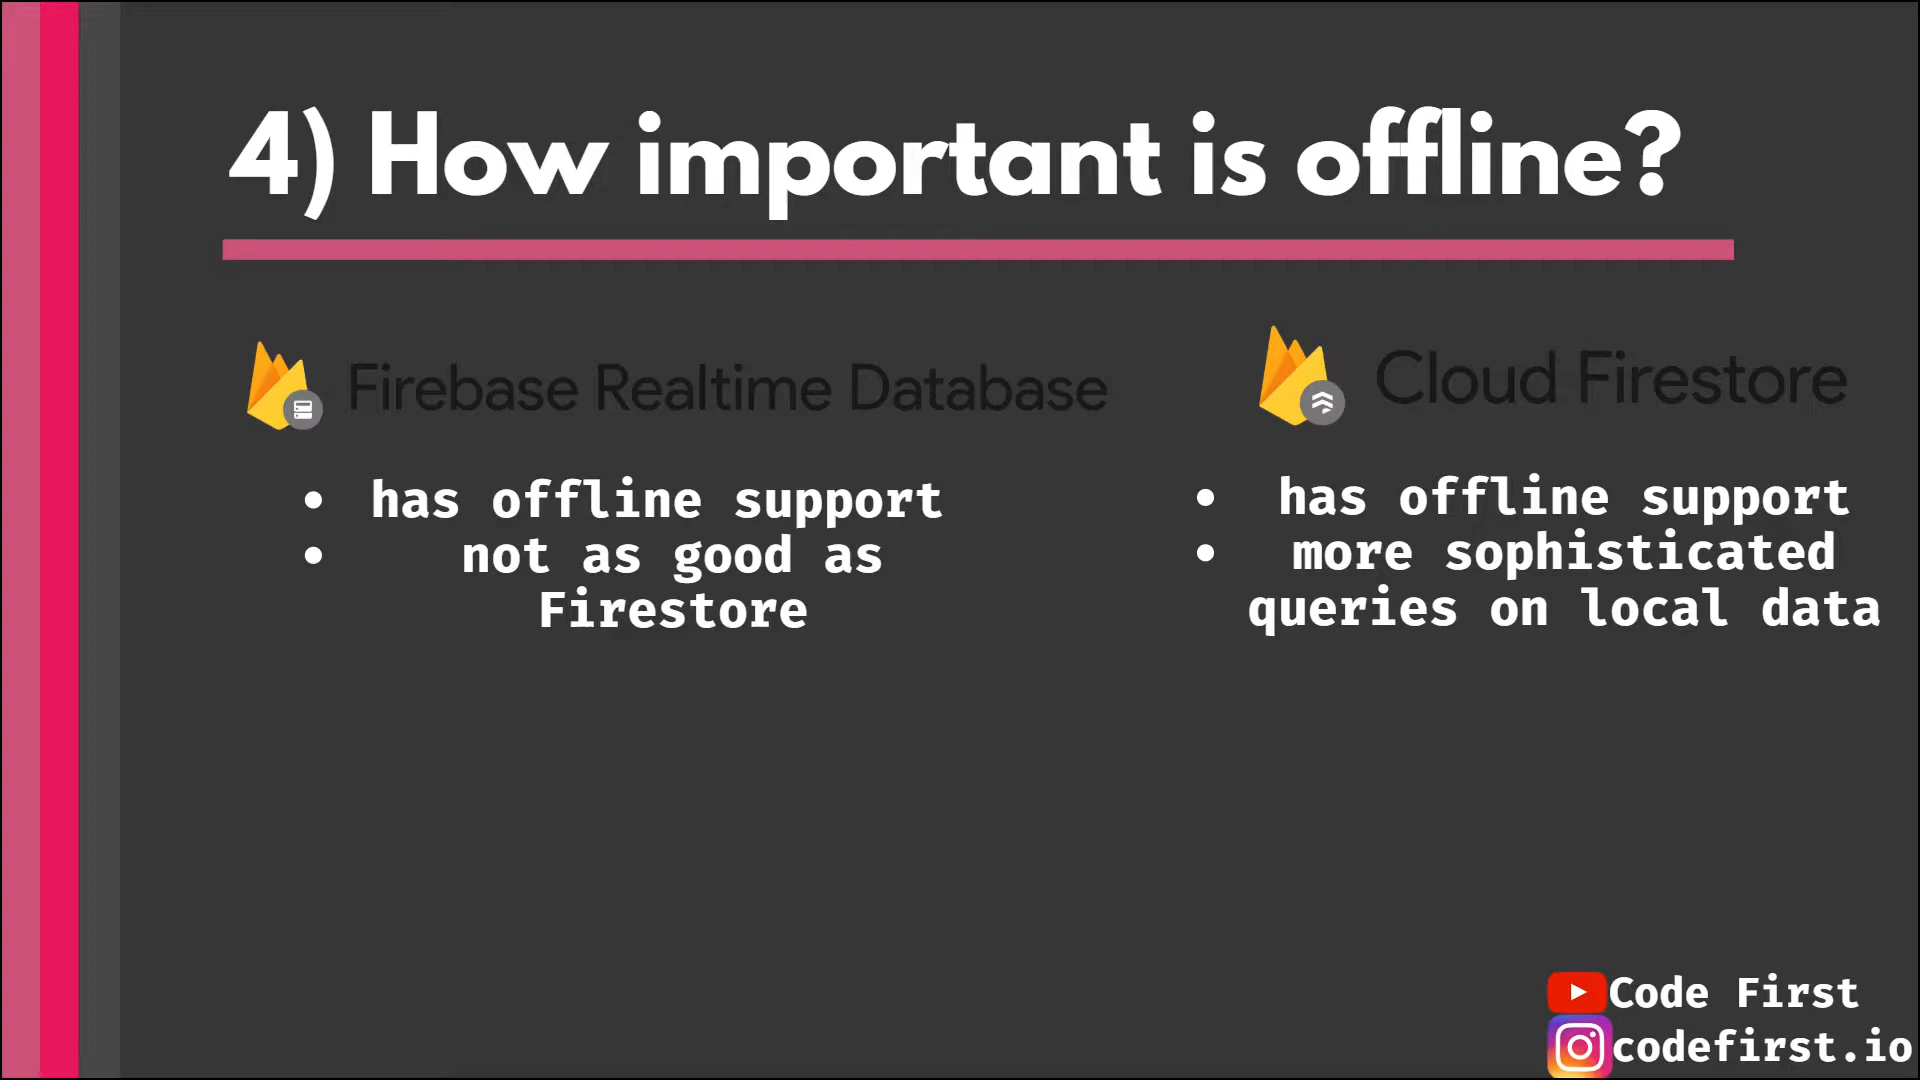 4) How important is offline?
Firebase Realtime Database
• has offline support
• not as good as
Firestore
Cloud Firestore
• has offline support
• more sophisticated
queries on local data
Code First
codefirst.io